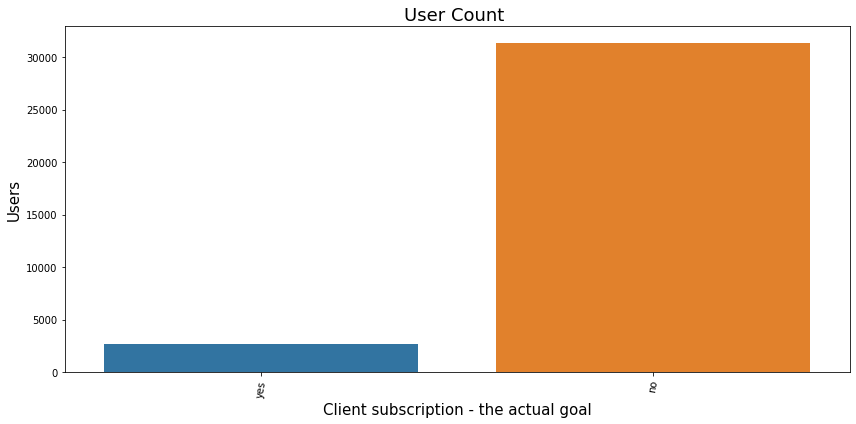 User Count
30000
25000
20000
15000
10000
5000
0
Users
yes
no
Client subscription - the actual goal